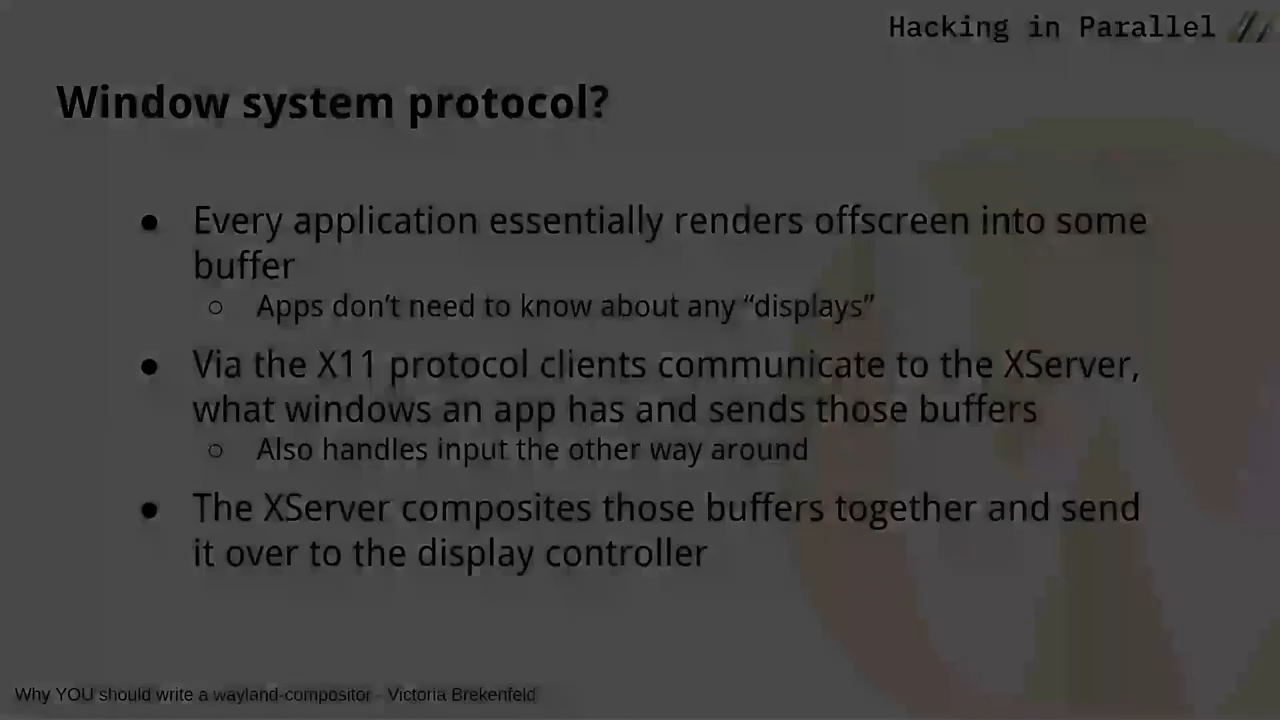 Hacking in Parallel
Window system protocol?
● Every application essentially renders offscreen into some
buffer
○ Apps don’t need to know about any “displays”
● Via the X11 protocol clients communicate to the XServer,
what windows an app has and sends those buffers
○ Also handles input the other way around
● The XServer composites those buffers together and send
it over to the display controller
Why YOU should write a wayland-compositor - Victoria Brekenfeld